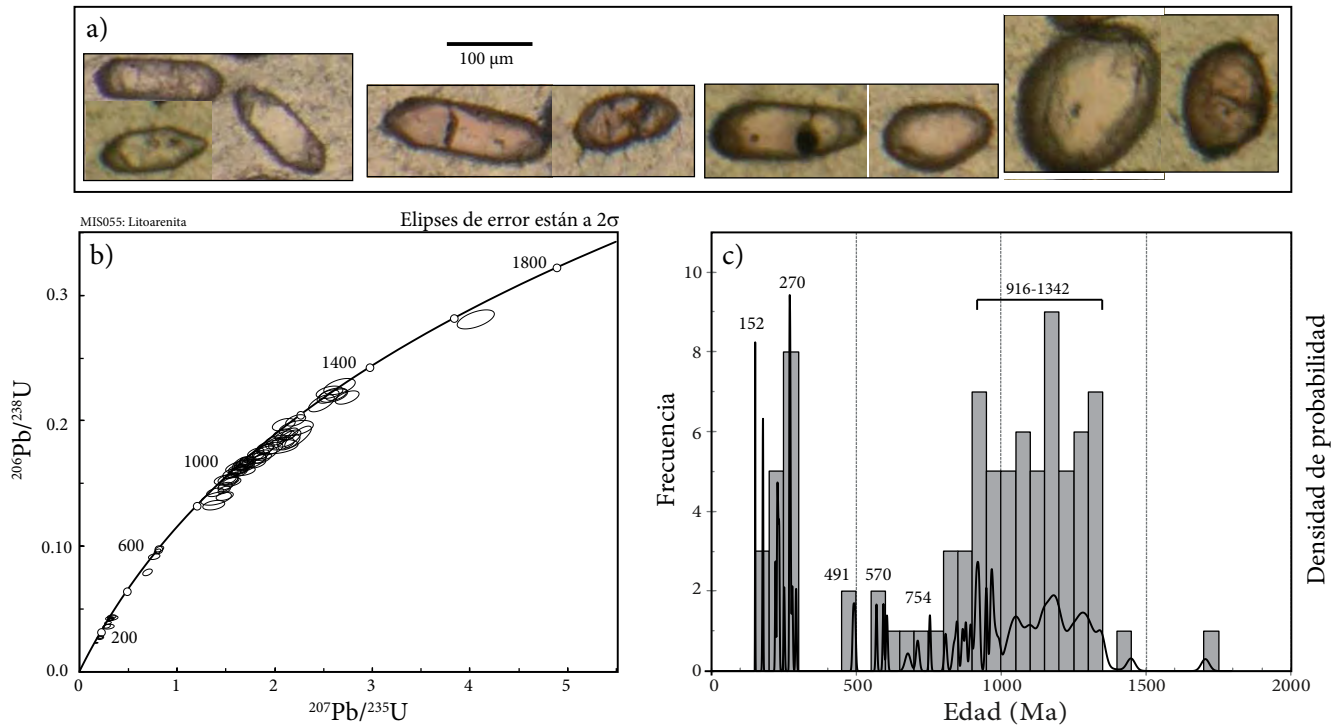 a)
100 µm
MIS055: Litoarenita
Elipses de error están a 2σ
b)
1800
1400
1000
600
200
0.3
0.2
0.10
0.0
0 1 2 3 4 5
206Pb/238U
207Pb/235U
c)
270
152
916-1342
491 570
754
10
8
6
4
2
0
0 500 1000 1500 2000
Frecuencia
Edad (Ma)
Densidad de probabilidad